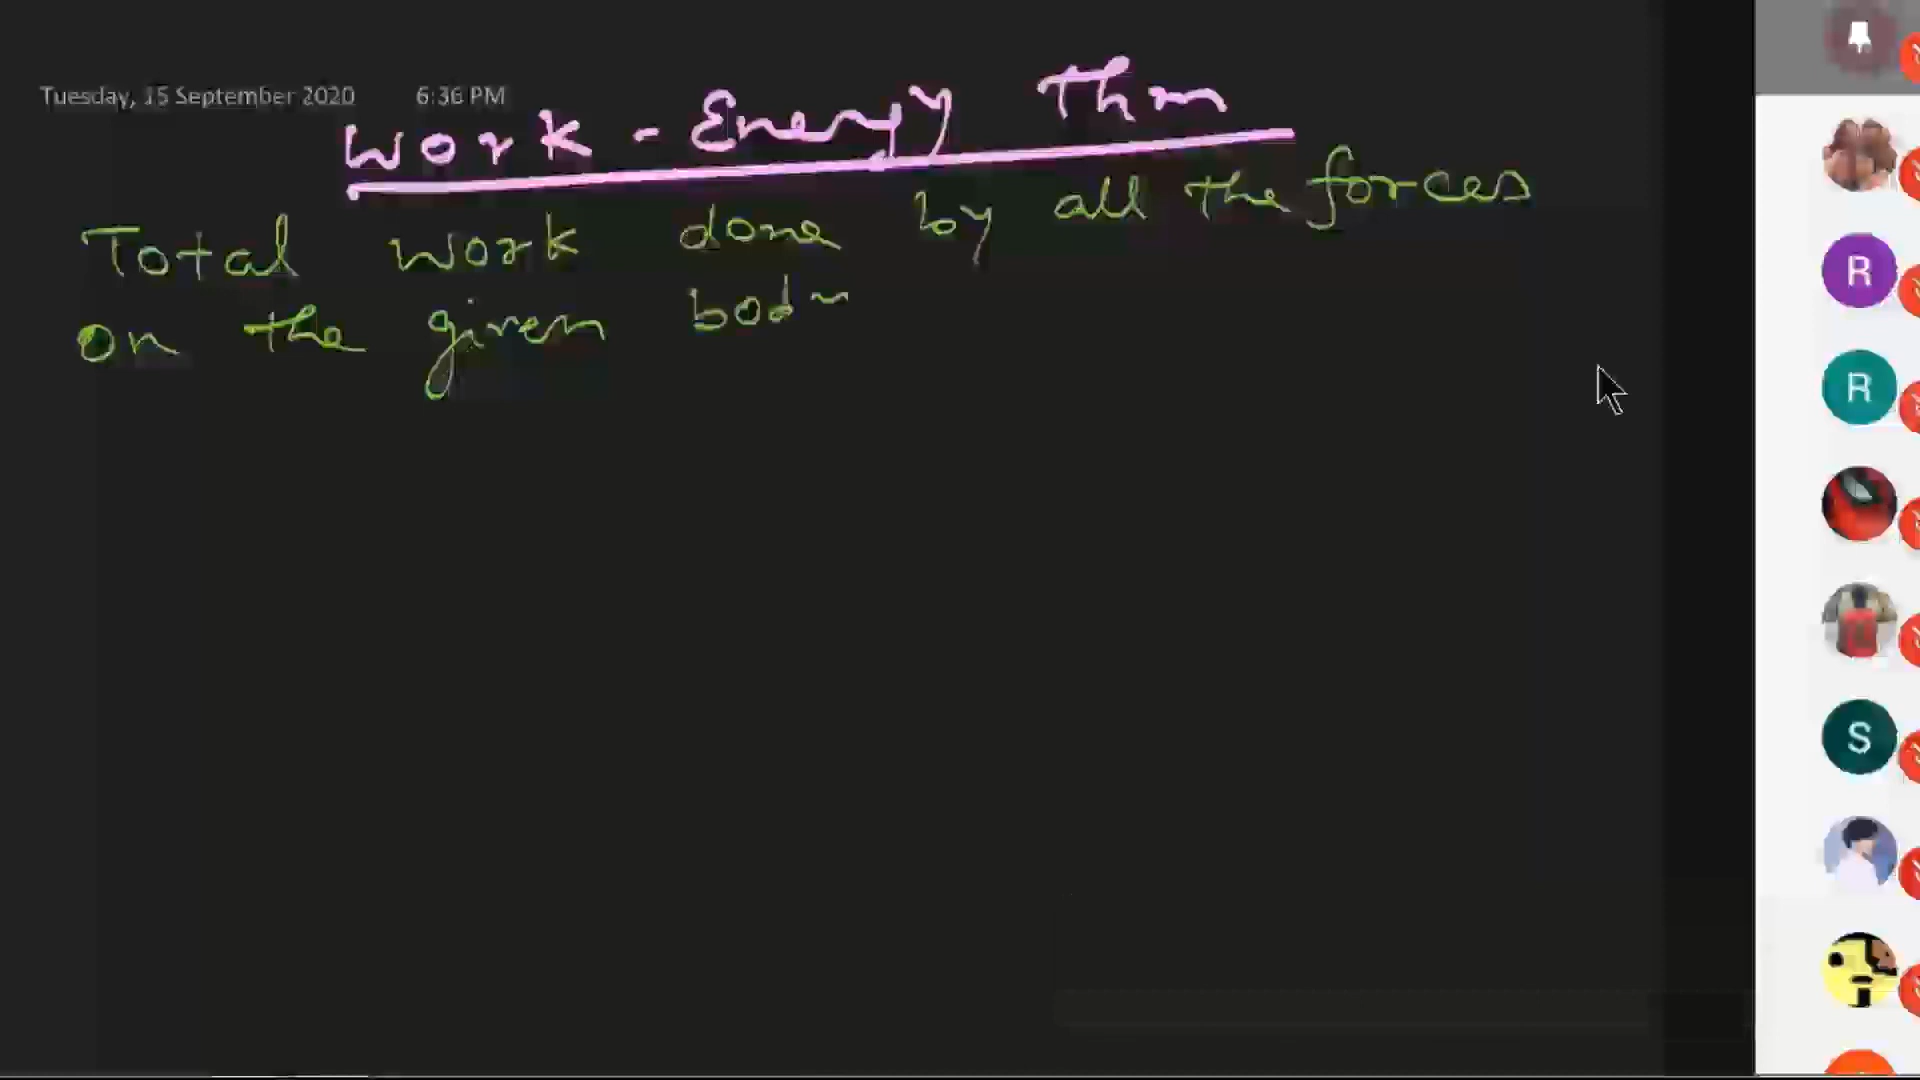 Tuesday, 15 September 2020 6:36 PM
Work - Energy Thm
Total work done by all the forces
on the given body
R
R
S